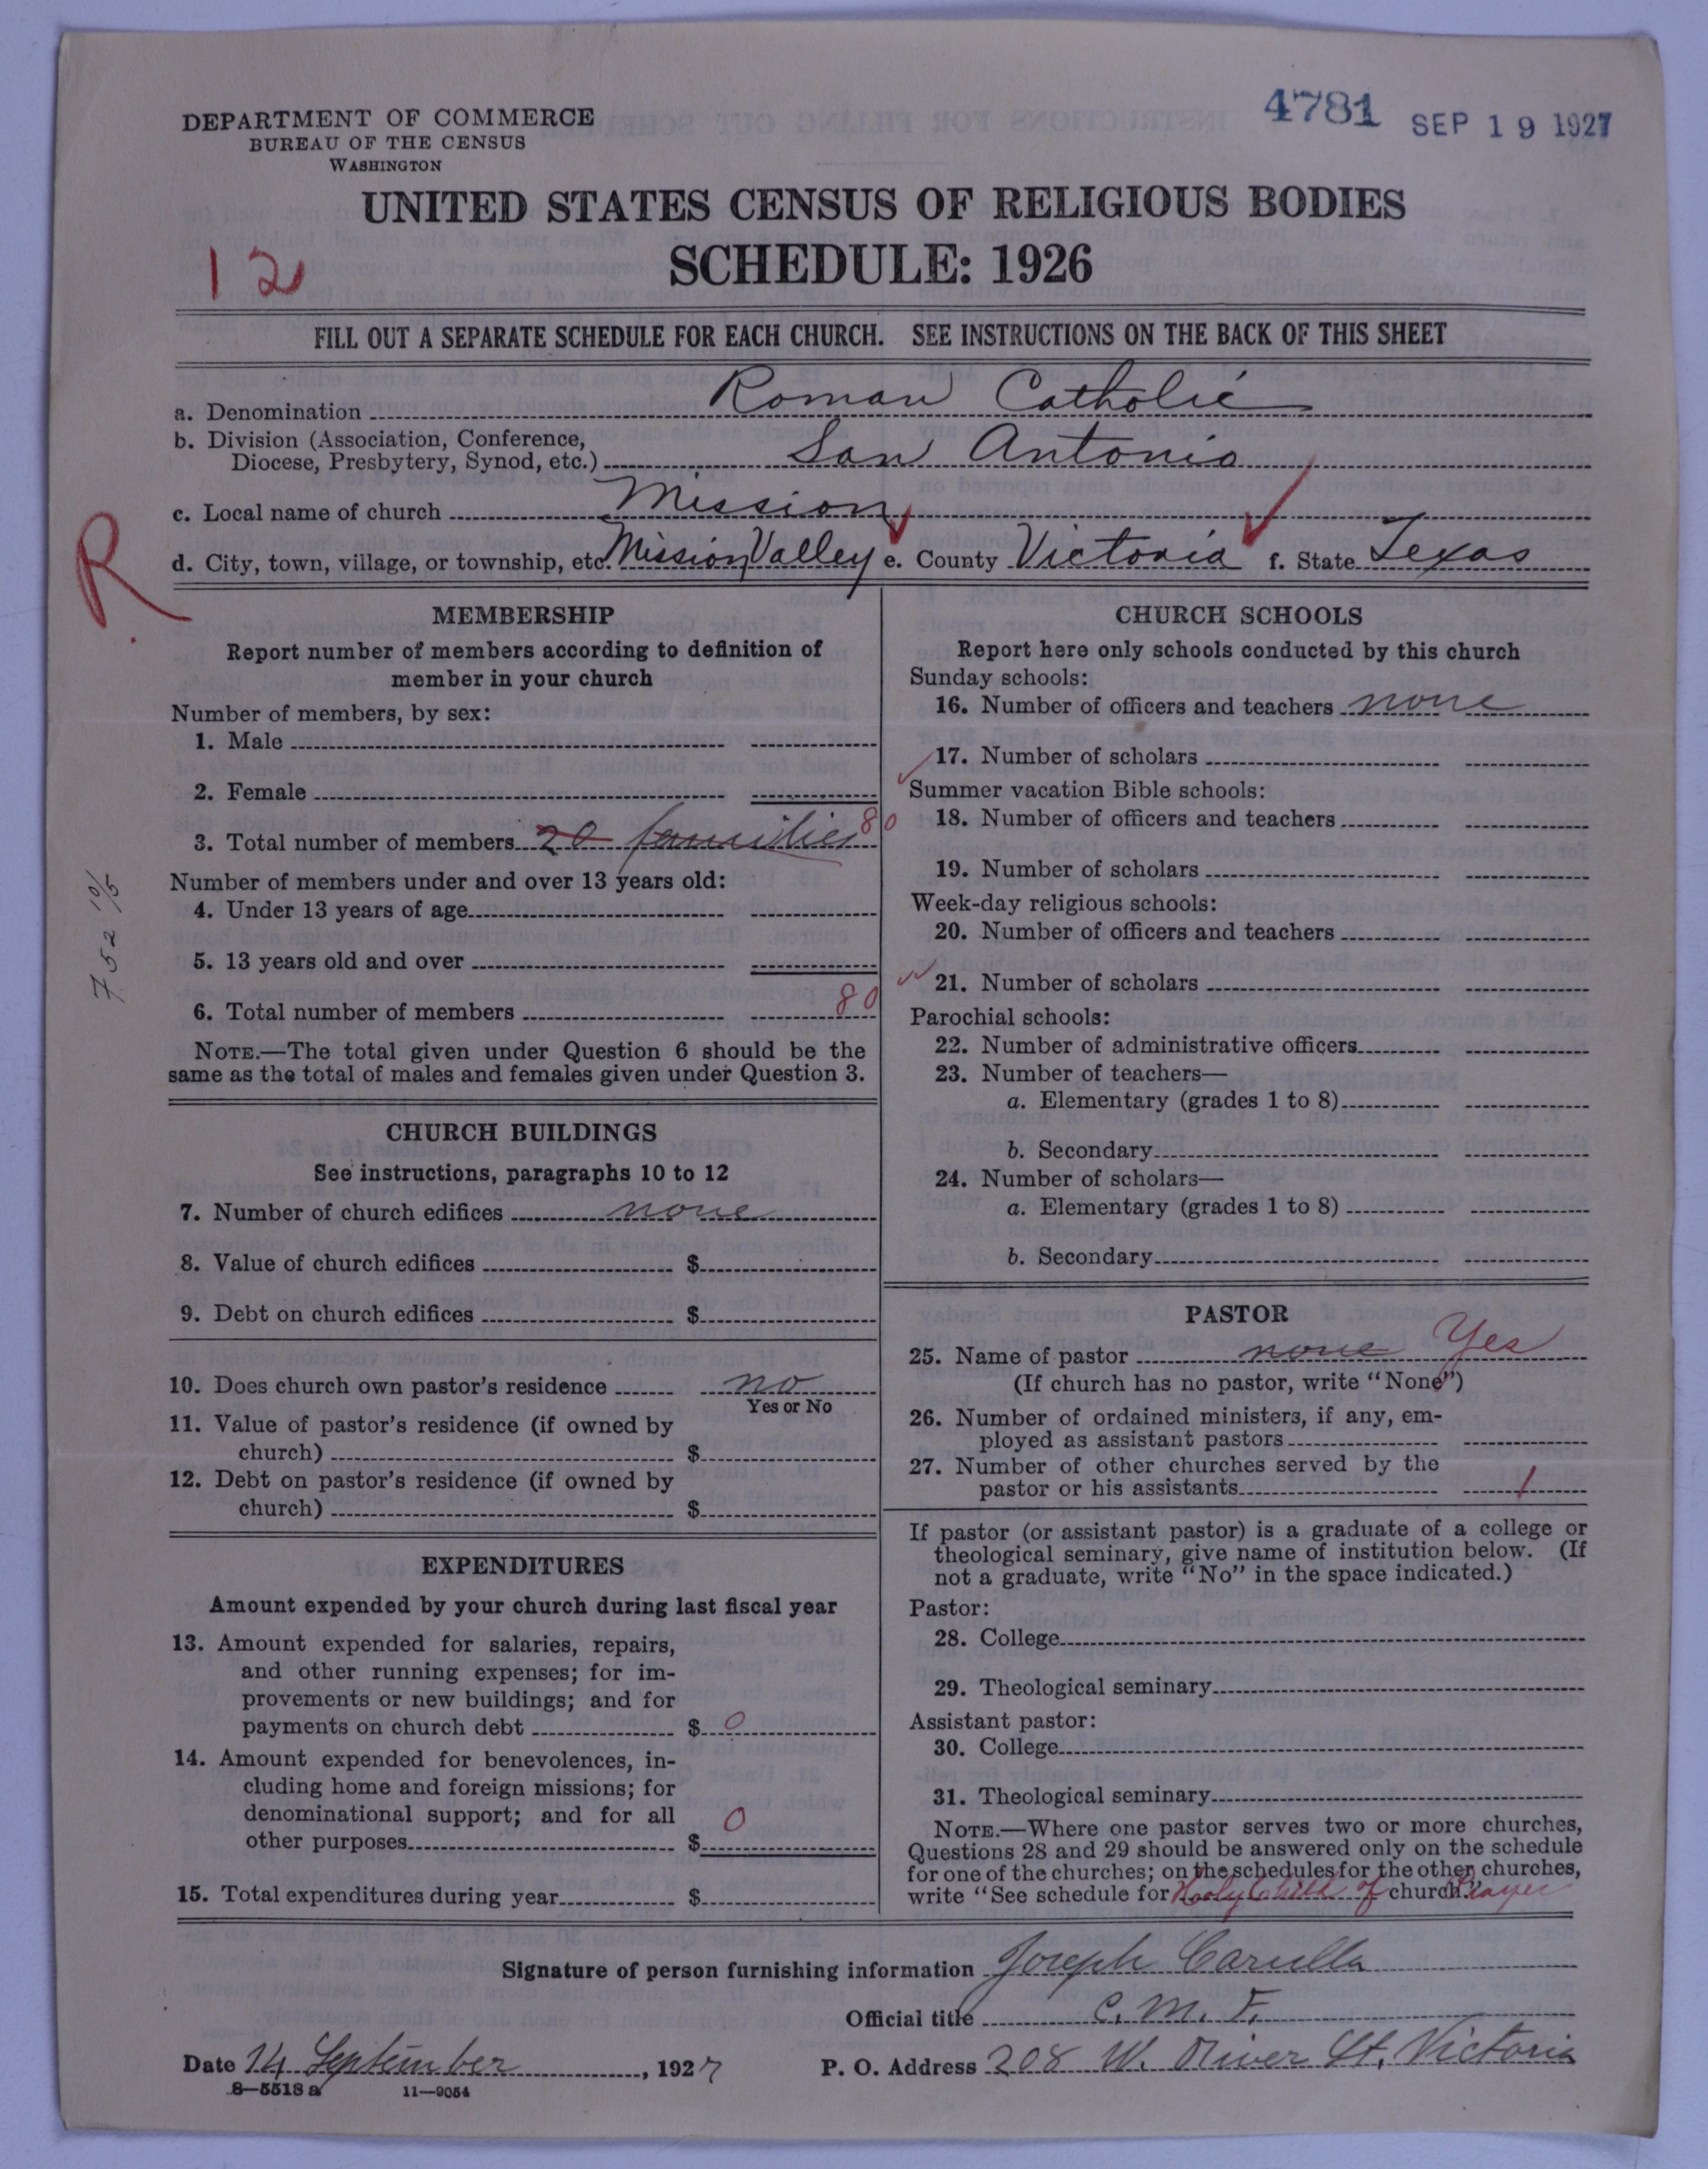 4781 SEP 19 1927
DEPARTMENT OF COMMERCE
BUREAU OF THE CENSUS
WASHINGTON
UNITED STATES CENSUS OF RELIGIOUS BODIES
SCHEDULE: 1926
12
FILL OUT A SEPARATE SCHEDULE FOR EACH CHURCH. SEE INSTRUCTIONS ON THE BACK OF THIS SHEET
a. Denomination Roman Catholic
b. Division (Association, Conference,
Diocese, Presbytery, Synod, etc.) San Antonio
c. Local name of church Mission
d. City, town, village, or township, etc. Mission Valley e. County Victoria f. State Texas
R
MEMBERSHIP
Report number of members according to definition of
member in your church
Number of members, by sex:
1. Male
2. Female
3. Total number of members 20 families 80
Number of members under and over 13 years old:
4. Under 13 years of age
5. 13 years old and over
6. Total number of members 80
NOTE.—The total given under Question 6 should be the
same as the total of males and females given under Question 3.
CHURCH BUILDINGS
See instructions, paragraphs 10 to 12
7. Number of church edifices none
8. Value of church edifices $
9. Debt on church edifices $
10. Does church own pastor's residence no
Yes or No
11. Value of pastor's residence (if owned by
church) $
12. Debt on pastor's residence (if owned by
church) $
EXPENDITURES
Amount expended by your church during last fiscal year
13. Amount expended for salaries, repairs,
and other running expenses; for im-
provements or new buildings; and for
payments on church debt $ 0
14. Amount expended for benevolences, in-
cluding home and foreign missions; for
denominational support; and for all
other purposes $ 0
15. Total expenditures during year $
CHURCH SCHOOLS
Report here only schools conducted by this church
Sunday schools:
16. Number of officers and teachers none
17. Number of scholars
Summer vacation Bible schools:
18. Number of officers and teachers
19. Number of scholars
Week-day religious schools:
20. Number of officers and teachers
21. Number of scholars
Parochial schools:
22. Number of administrative officers
23. Number of teachers—
a. Elementary (grades 1 to 8)
b. Secondary
24. Number of scholars—
a. Elementary (grades 1 to 8)
b. Secondary
PASTOR
25. Name of pastor none Yes
(If church has no pastor, write "None")
26. Number of ordained ministers, if any, em-
ployed as assistant pastors
27. Number of other churches served by the
pastor or his assistants 1
If pastor (or assistant pastor) is a graduate of a college or
theological seminary, give name of institution below. (If
not a graduate, write "No" in the space indicated.)
Pastor:
28. College
29. Theological seminary
Assistant pastor:
30. College
31. Theological seminary
NOTE.—Where one pastor serves two or more churches,
Questions 28 and 29 should be answered only on the schedule
for one of the churches; on the schedules for the other churches,
write "See schedule for Holy Child of church." Prayer
Signature of person furnishing information Joseph Carulla
Official title C. M. F.
Date 14 September, 1927 P. O. Address 208 W. River St. Victoria
8—5518 a 11—9054